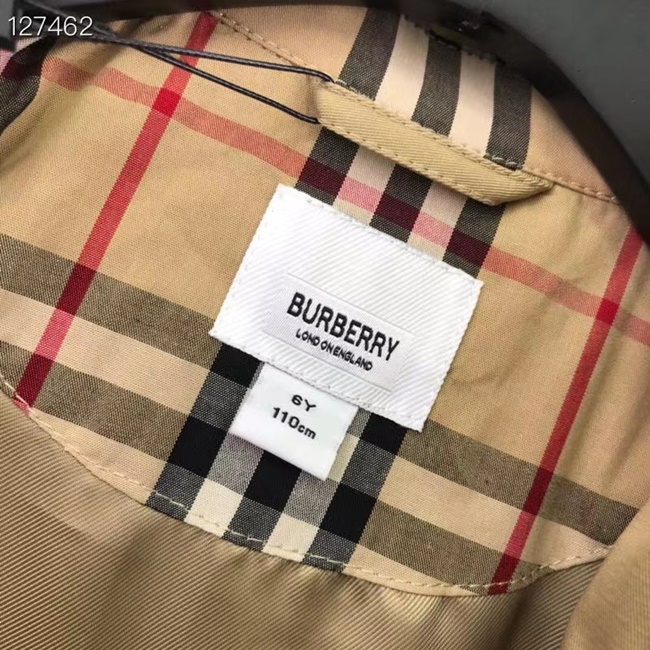 127462
BURBERRY
LONDON ENGLAND
6Y
110cm